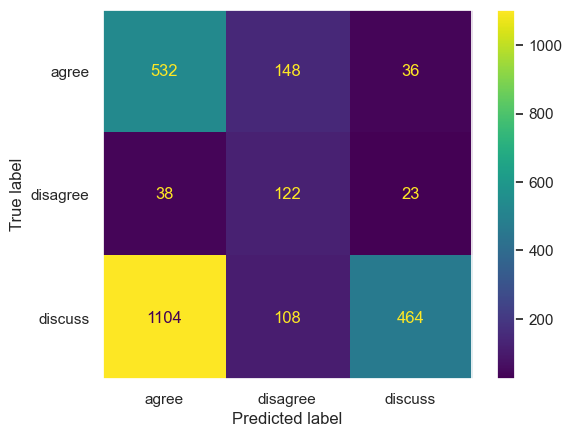 agree 532 148 36
disagree 38 122 23
discuss 1104 108 464
agree disagree discuss
Predicted label
True label
1000
800
600
400
200